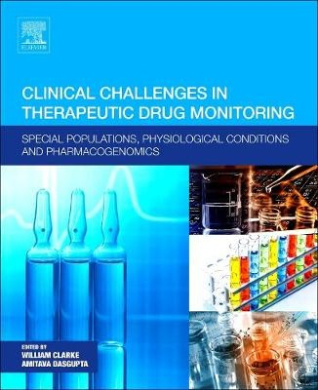 ELSEVIER
CLINICAL CHALLENGES IN
THERAPEUTIC DRUG MONITORING
SPECIAL POPULATIONS, PHYSIOLOGICAL CONDITIONS
AND PHARMACOGENOMICS
EDITED BY
WILLIAM CLARKE
AMITAVA DASGUPTA